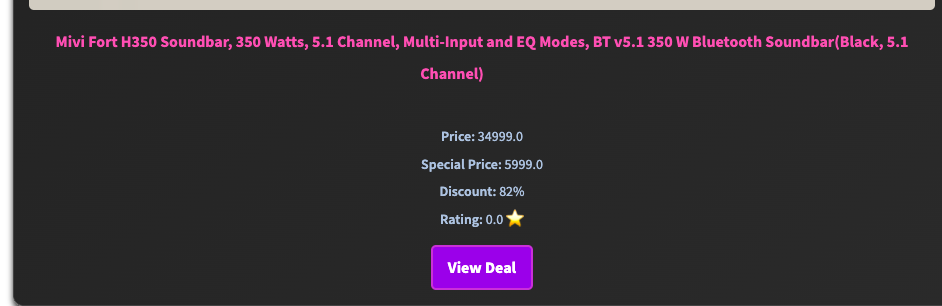 Mivi Fort H350 Soundbar, 350 Watts, 5.1 Channel, Multi-Input and EQ Modes, BT v5.1 350 W Bluetooth Soundbar(Black, 5.1
Channel)
Price: 34999.0
Special Price: 5999.0
Discount: 82%
Rating: 0.0⭐
View Deal